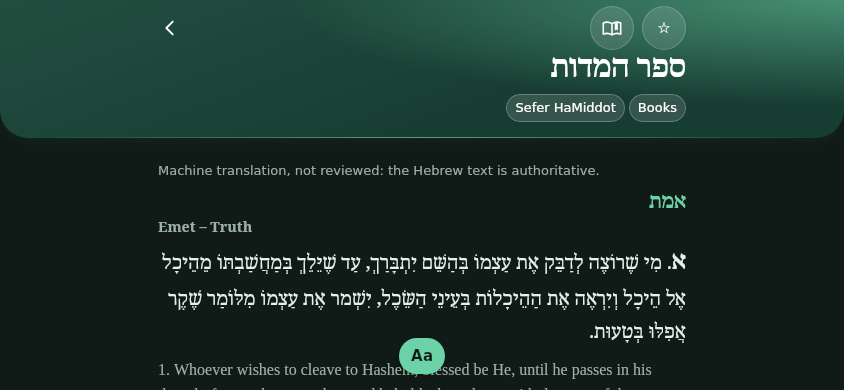 ספר המדות
Sefer HaMiddot Books
Machine translation, not reviewed: the Hebrew text is authoritative.
אמת
Emet – Truth
א. מִי שֶׁרוֹצֶה לְדַבֵּק אֶת עַצְמוֹ בְּהַשֵּׁם יִתְבָּרַךְ, עַד שֶׁיֵּלֵךְ בְּמַחֲשַׁבְתּוֹ מֵהֵיכָל
אֶל הֵיכָל וְיִרְאֶה אֶת הַהֵיכָלוֹת בְּעֵינֵי הַשֵּׂכֶל, יִשְׁמֹר אֶת עַצְמוֹ מִלּוֹמַר שֶׁקֶר
אֲפִלּוּ בְּטָעוּת.
Aa
1. Whoever wishes to cleave to Hashem, blessed be He, until he passes in his